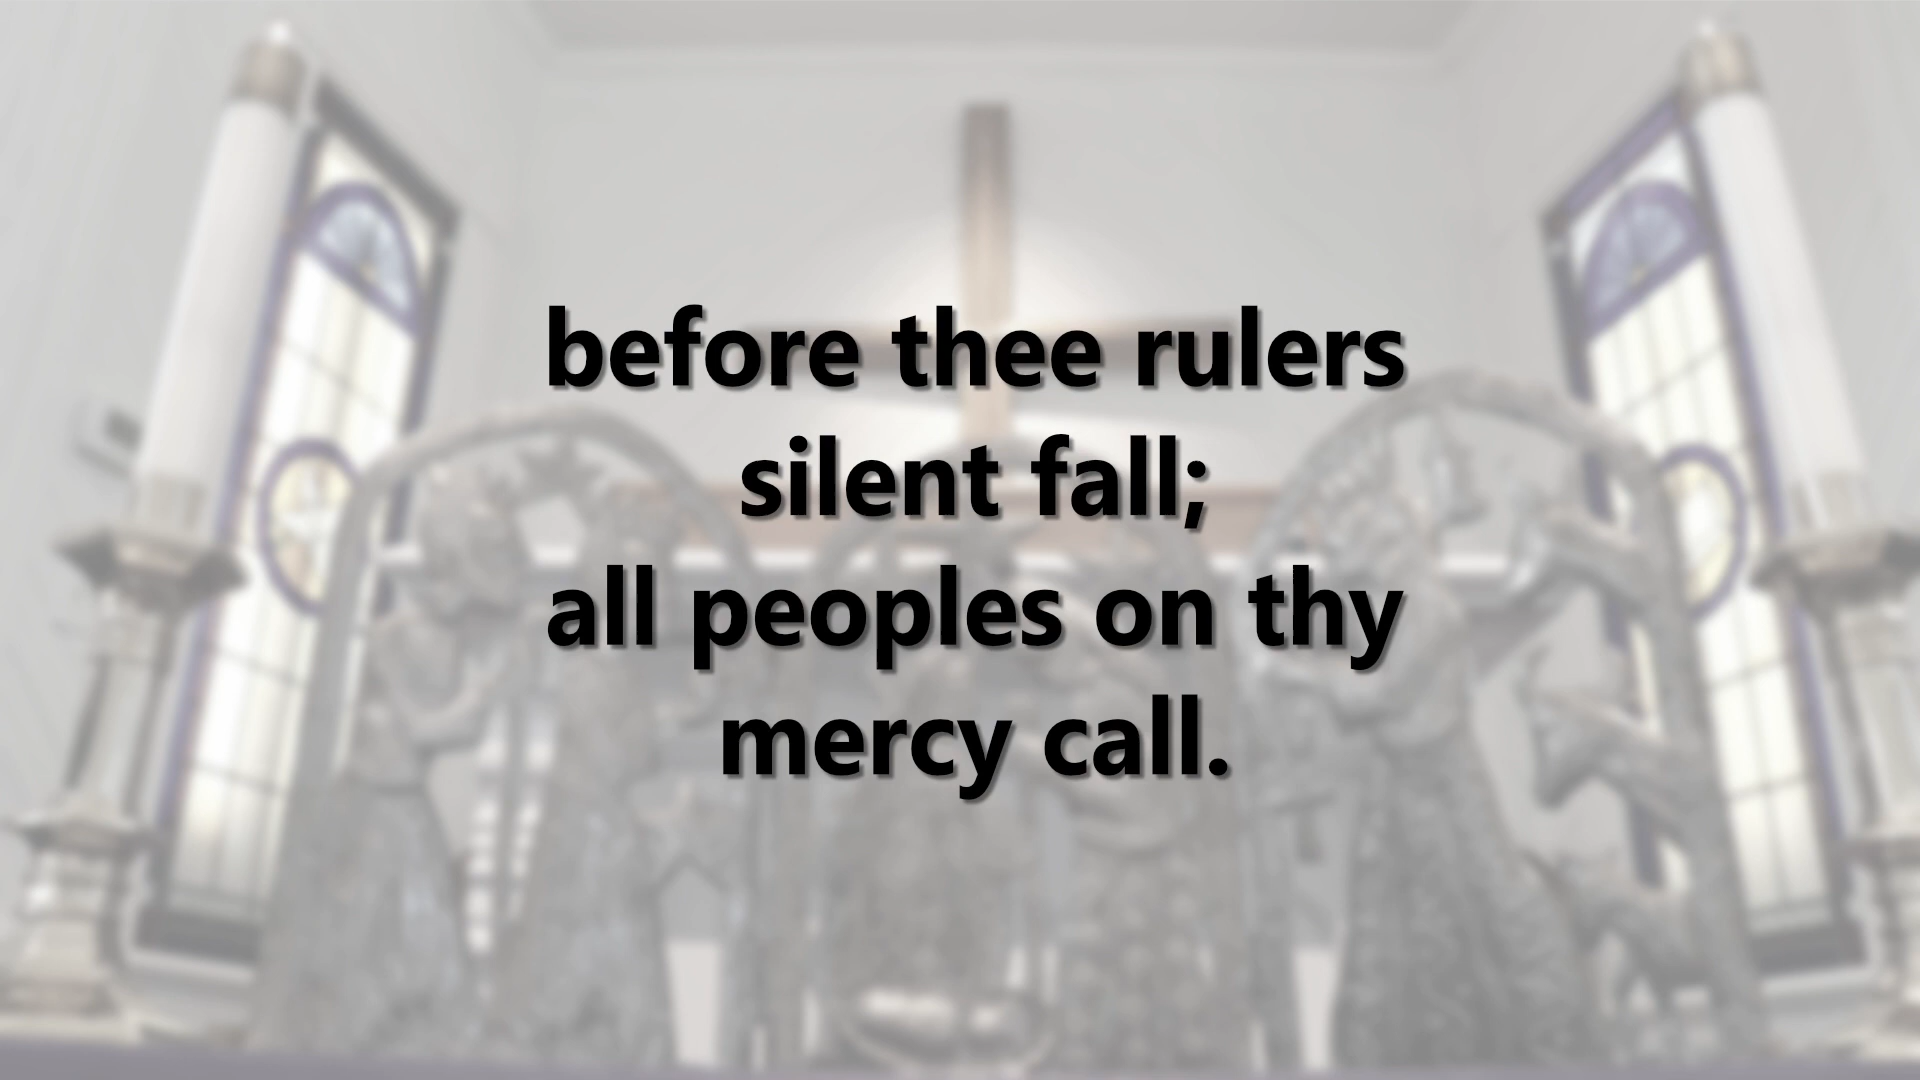 before thee rulers
silent fall;
all peoples on thy
mercy call.